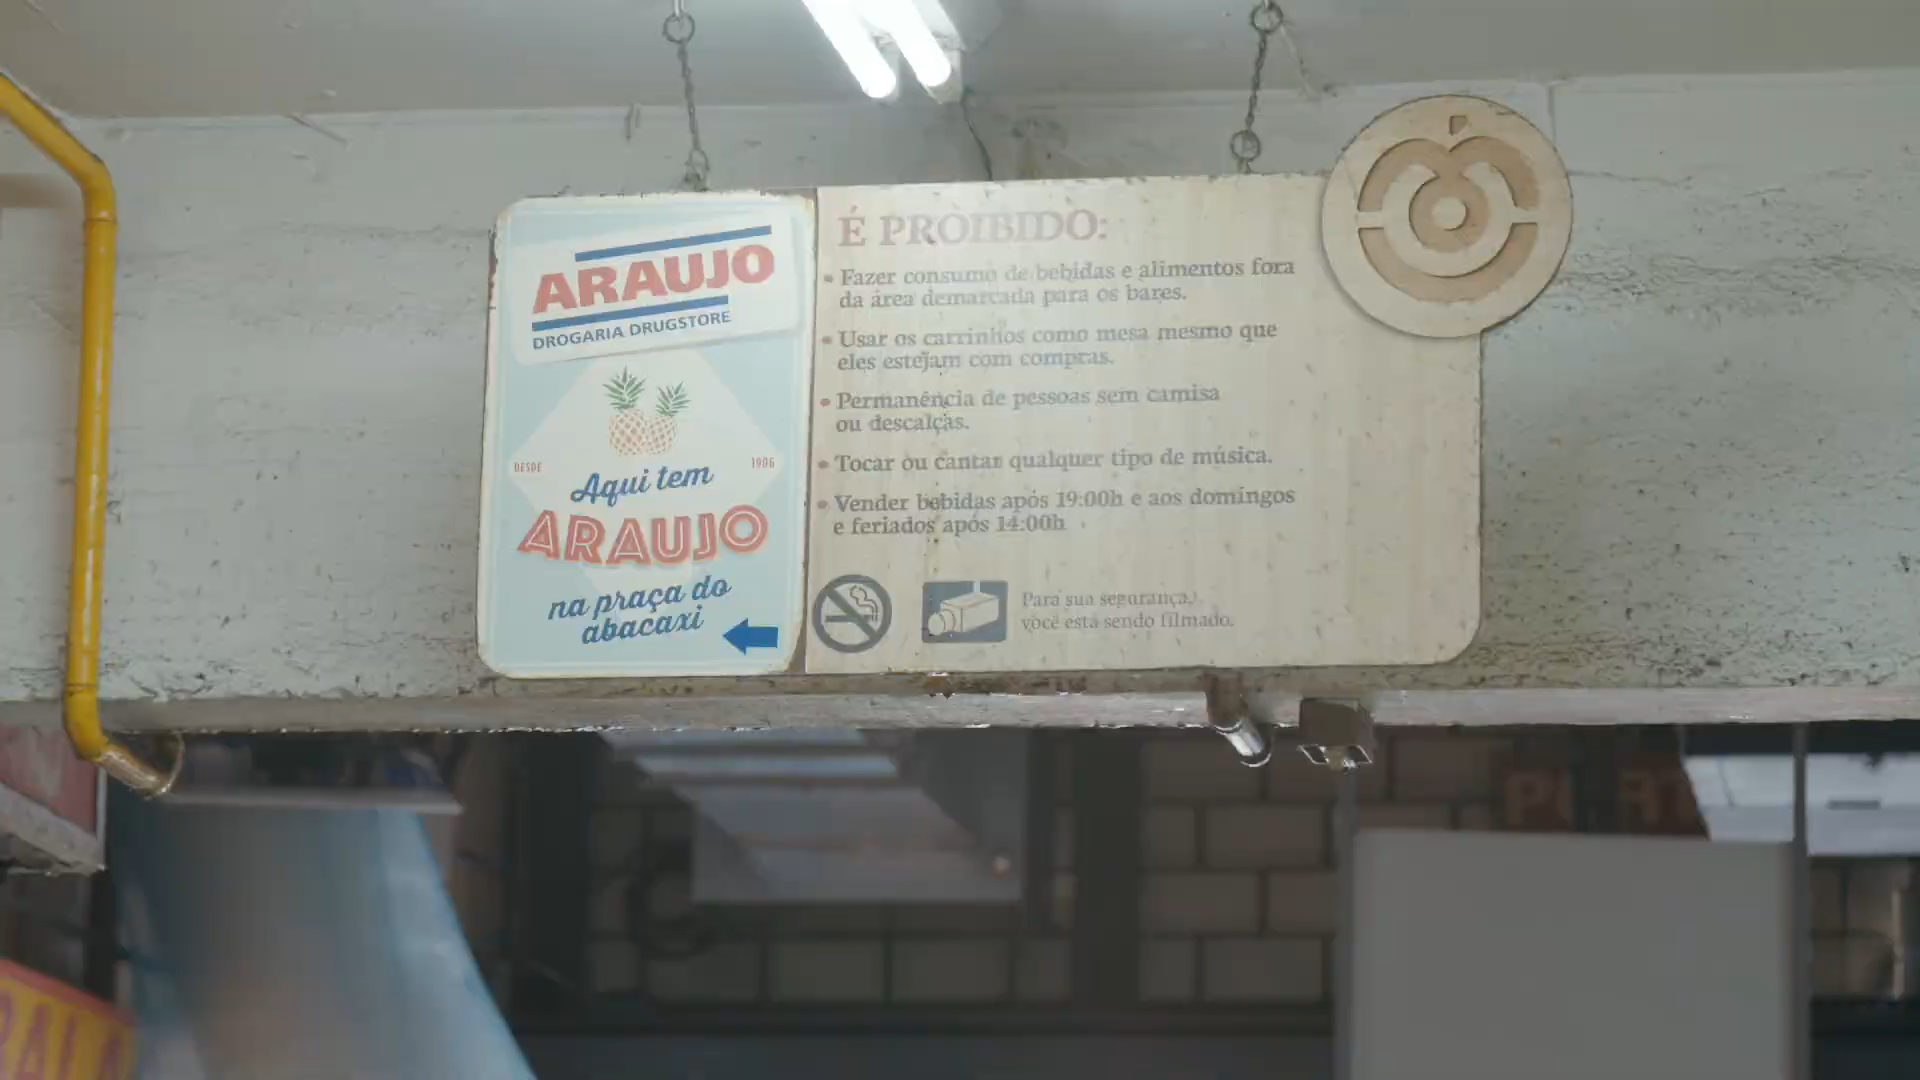 ARAUJO
DROGARIA DRUGSTORE
DESDE
1906
Aqui tem
ARAUJO
na praça do
abacaxi
É PROIBIDO:
• Fazer consumo de bebidas e alimentos fora
da área demarcada para os bares.
• Usar os carrinhos como mesa mesmo que
eles estejam com compras.
• Permanência de pessoas sem camisa
ou descalças.
• Tocar ou cantar qualquer tipo de música.
• Vender bebidas após 19:00h e aos domingos
e feriados após 14:00h
Para sua segurança,
você está sendo filmado.